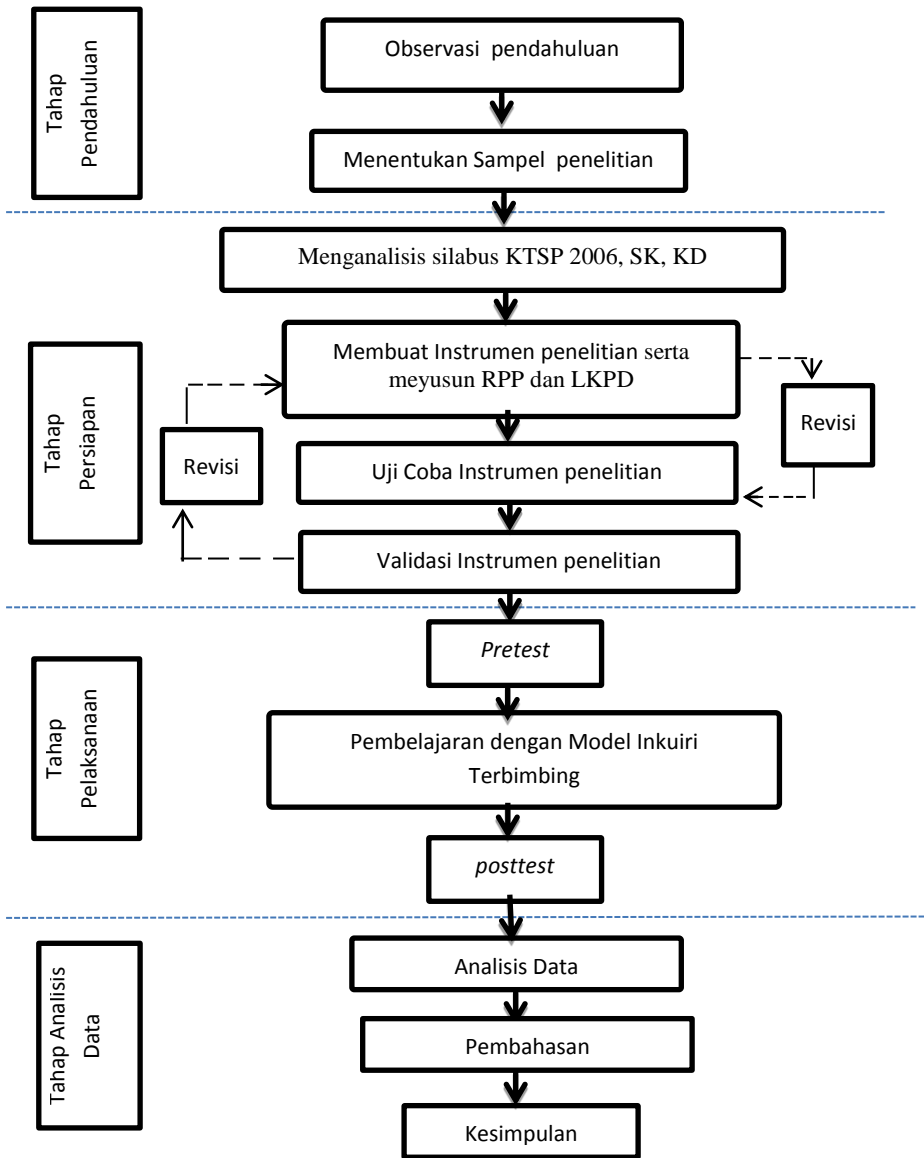 Tahap
Pendahuluan
Observasi pendahuluan
Menentukan Sampel penelitian
Tahap
Persiapan
Menganalisis silabus KTSP 2006, SK, KD
Membuat Instrumen penelitian serta
meyusun RPP dan LKPD
Revisi
Revisi
Uji Coba Instrumen penelitian
Validasi Instrumen penelitian
Tahap
Pelaksanaan
Pretest
Pembelajaran dengan Model Inkuiri
Terbimbing
posttest
Tahap Analisis
Data
Analisis Data
Pembahasan
Kesimpulan